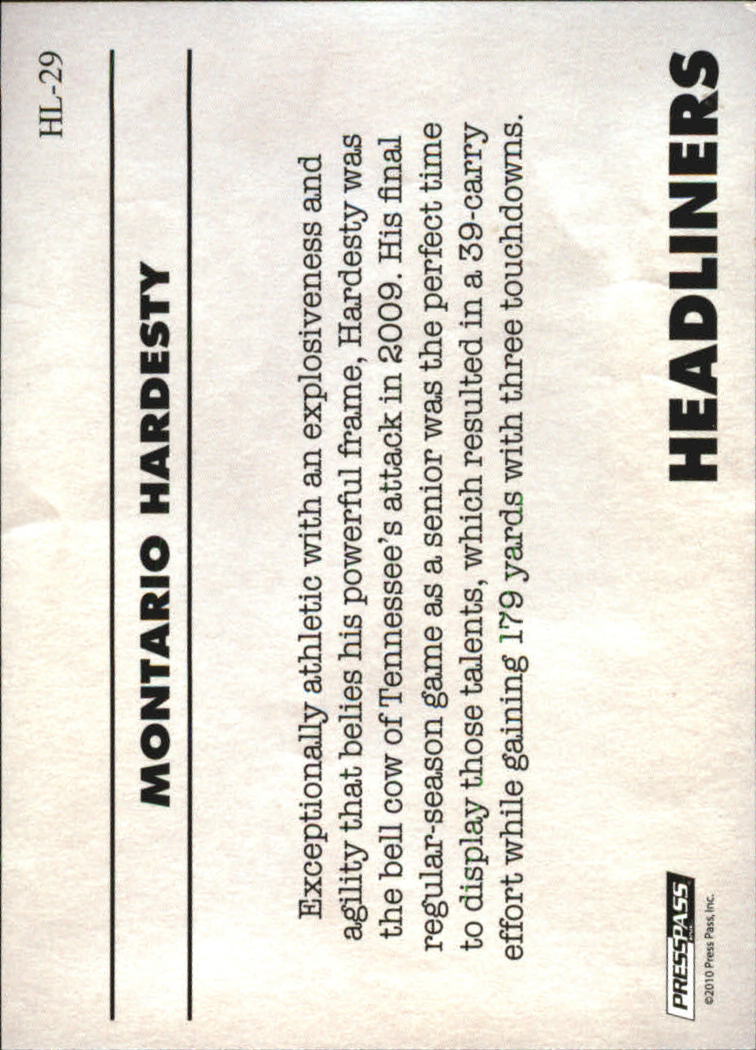 HL-29
MONTARIO HARDESTY
Exceptionally athletic with an explosiveness and
agility that belies his powerful frame, Hardesty was
the bell cow of Tennessee's attack in 2009. His final
regular-season game as a senior was the perfect time
to display those talents, which resulted in a 39-carry
effort while gaining 179 yards with three touchdowns.
PRESSPASS
©2010 Press Pass, Inc.
HEADLINERS